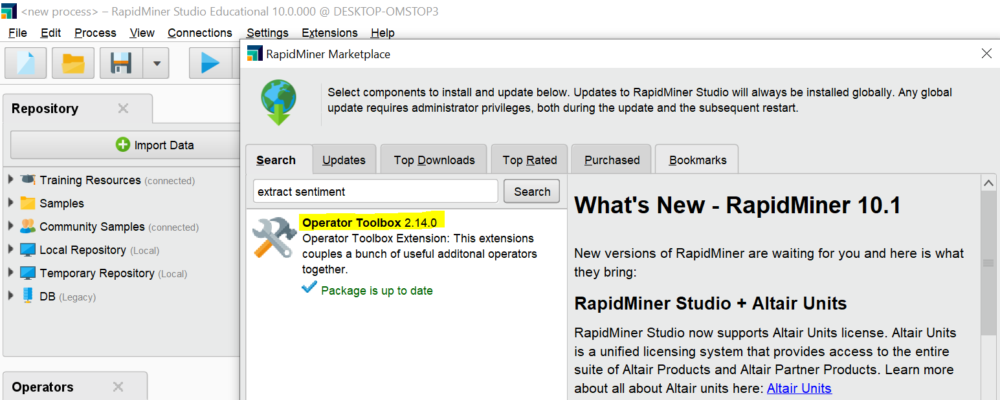 <new process> – RapidMiner Studio Educational 10.0.000 @ DESKTOP-OMSTOP3
File Edit Process View Connections Settings Extensions Help
RapidMiner Marketplace
Select components to install and update below. Updates to RapidMiner Studio will always be installed globally. Any global
update requires administrator privileges, both during the update and the subsequent restart.
Repository
Import Data
Training Resources (connected)
Samples
Community Samples (connected)
Local Repository (Local)
Temporary Repository (Local)
DB (Legacy)
Operators
Search Updates Top Downloads Top Rated Purchased Bookmarks
extract sentiment Search
Operator Toolbox 2.14.0
Operator Toolbox Extension: This extensions
couples a bunch of useful additonal operators
together.
Package is up to date
What's New - RapidMiner 10.1
New versions of RapidMiner are waiting for you and here is what
they bring:
RapidMiner Studio + Altair Units
RapidMiner Studio now supports Altair Units license. Altair Units
is a unified licensing system that provides access to the entire
suite of Altair Products and Altair Partner Products. Learn more
about all about Altair units here: Altair Units